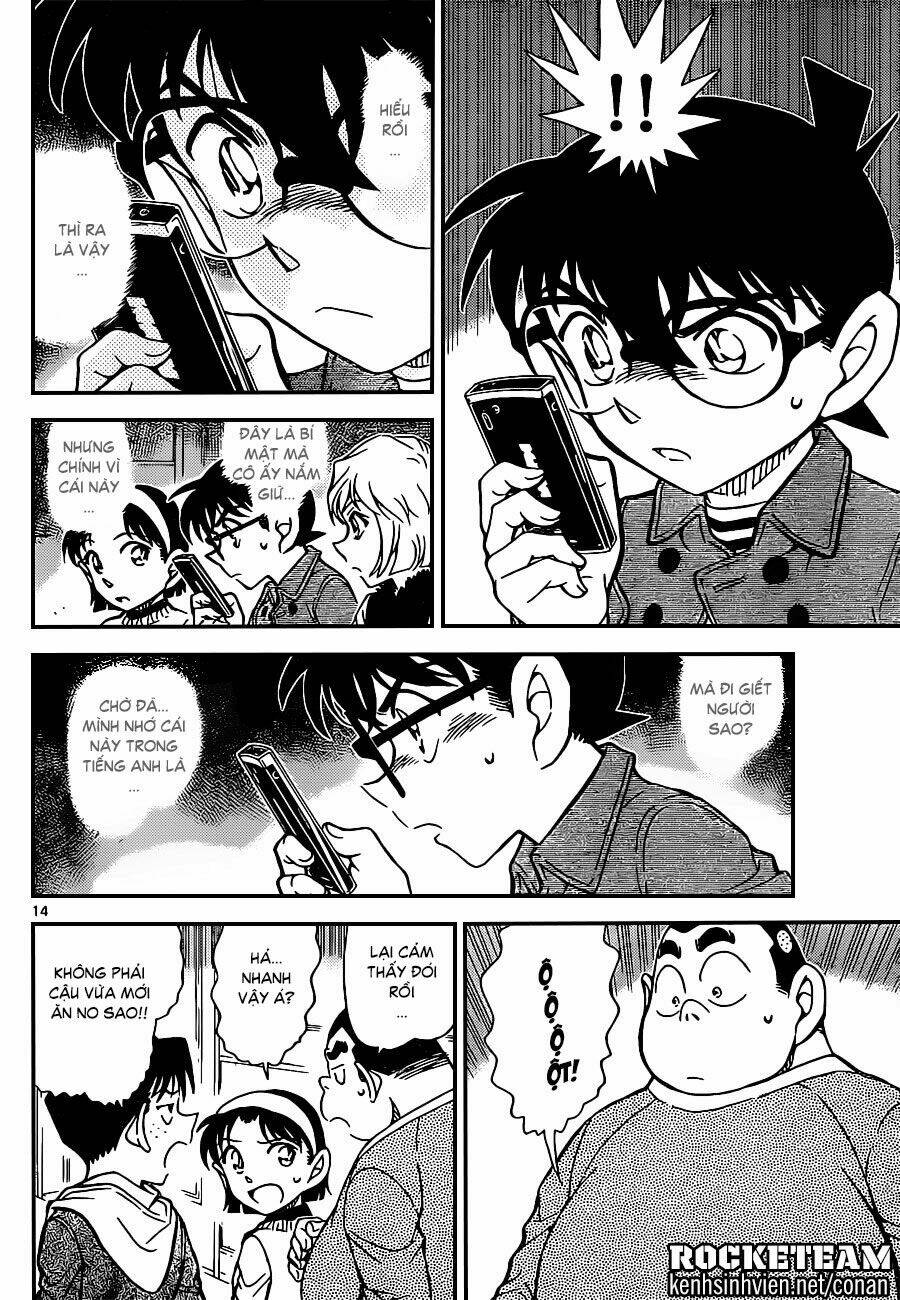 !!
HIỂU
RỒI
...
THÌ RA
LÀ VẬY
...
ĐÂY LÀ BÍ
MẬT MÀ
CÔ ẤY NẮM
GIỮ...
NHƯNG
CHÍNH VÌ
CÁI NÀY ...
MÀ ĐI GIẾT
NGƯỜI
SAO?
CHỜ ĐÃ...
MÌNH NHỚ CÁI
NÀY TRONG
TIẾNG ANH LÀ
...
14
Ộ
Ộ
Ộ
ỘT!
LẠI CẢM
THẤY ĐÓI
RỒI
...
HẢ...
NHANH
VẬY Á?
KHÔNG PHẢI
CẬU VỪA MỚI
ĂN NO SAO!!
ROCKETEAM
kenhsinhvien.net/conan